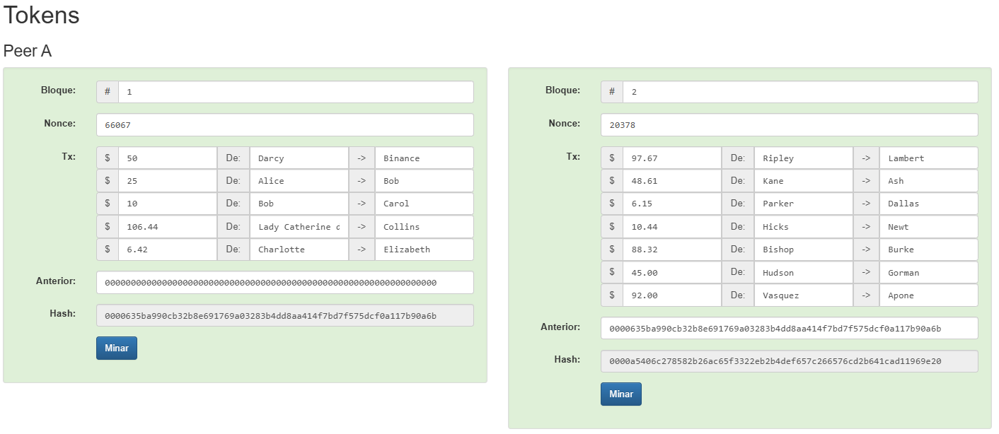 Tokens
Peer A
Bloque: # 1
Nonce: 66067
Tx: $ 50 De: Darcy -> Binance
$ 25 De: Alice -> Bob
$ 10 De: Bob -> Carol
$ 106.44 De: Lady Catherine d -> Collins
$ 6.42 De: Charlotte -> Elizabeth
Anterior: 0000000000000000000000000000000000000000000000000000000000000000
Hash: 0000635ba990cb32b8e691769a03283b4dd8aa414f7bd7f575dcf0a117b90a6b
Minar
Bloque: # 2
Nonce: 20378
Tx: $ 97.67 De: Ripley -> Lambert
$ 48.61 De: Kane -> Ash
$ 6.15 De: Parker -> Dallas
$ 10.44 De: Hicks -> Newt
$ 88.32 De: Bishop -> Burke
$ 45.00 De: Hudson -> Gorman
$ 92.00 De: Vasquez -> Apone
Anterior: 0000635ba990cb32b8e691769a03283b4dd8aa414f7bd7f575dcf0a117b90a6b
Hash: 0000a5406c278582b26ac65f3322eb2b4def657c266576cd2b641cad11969e20
Minar